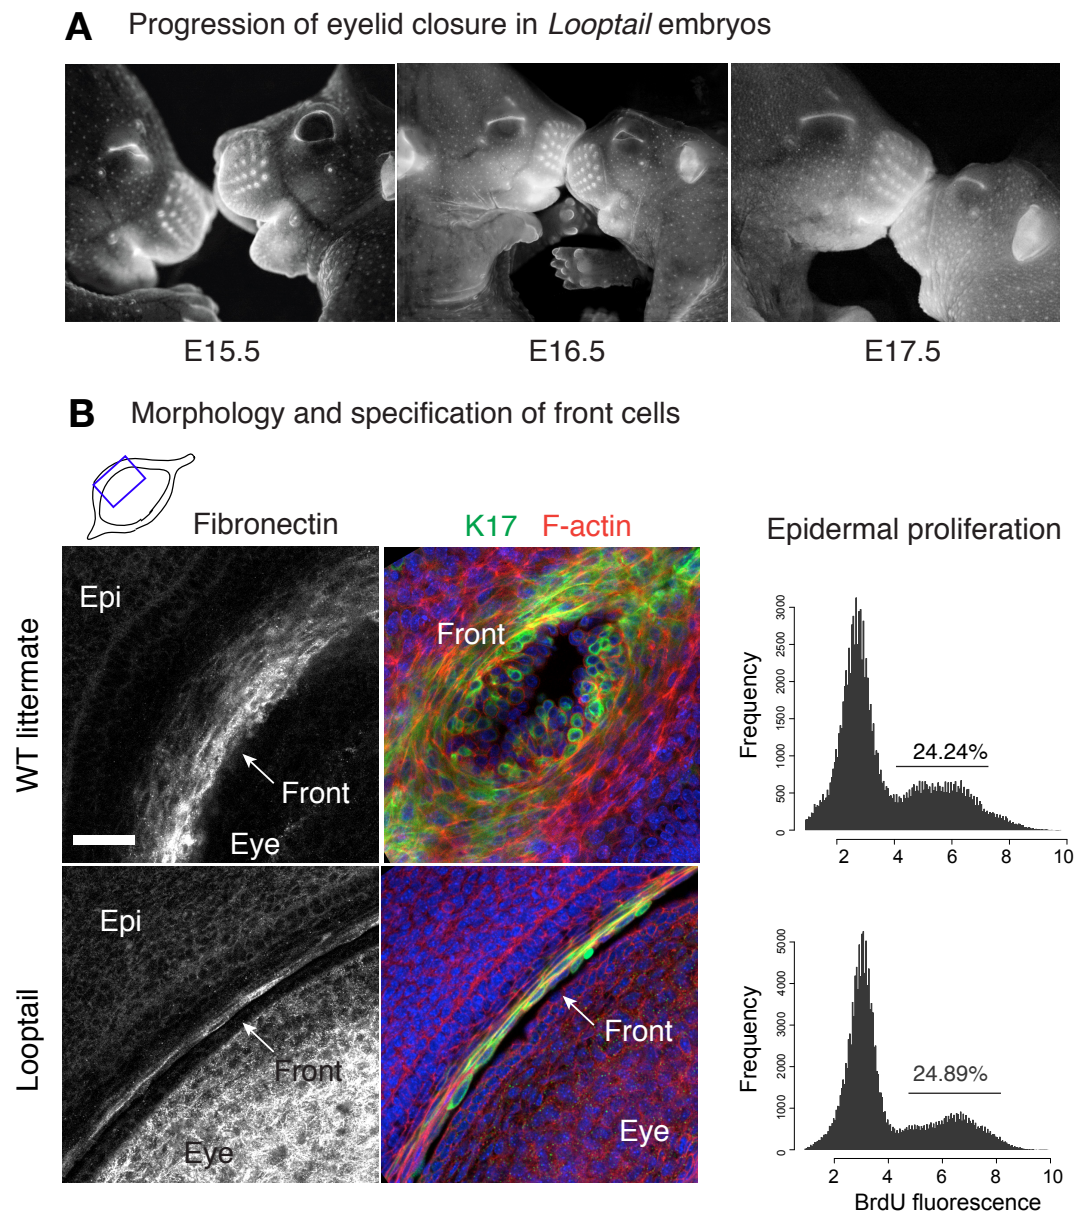 A Progression of eyelid closure in Looptail embryos
E15.5 E16.5 E17.5
B Morphology and specification of front cells
Fibronectin K17 F-actin Epidermal proliferation
WT littermate
Epi
Front
Eye
Front
Frequency
0 500 1000 1500 2000 2500 3000
24.24%
2 4 6 8 10
Looptail
Epi
Front
Eye
Front
Eye
Frequency
0 1000 2000 3000 4000 5000
24.89%
2 4 6 8 10
BrdU fluorescence